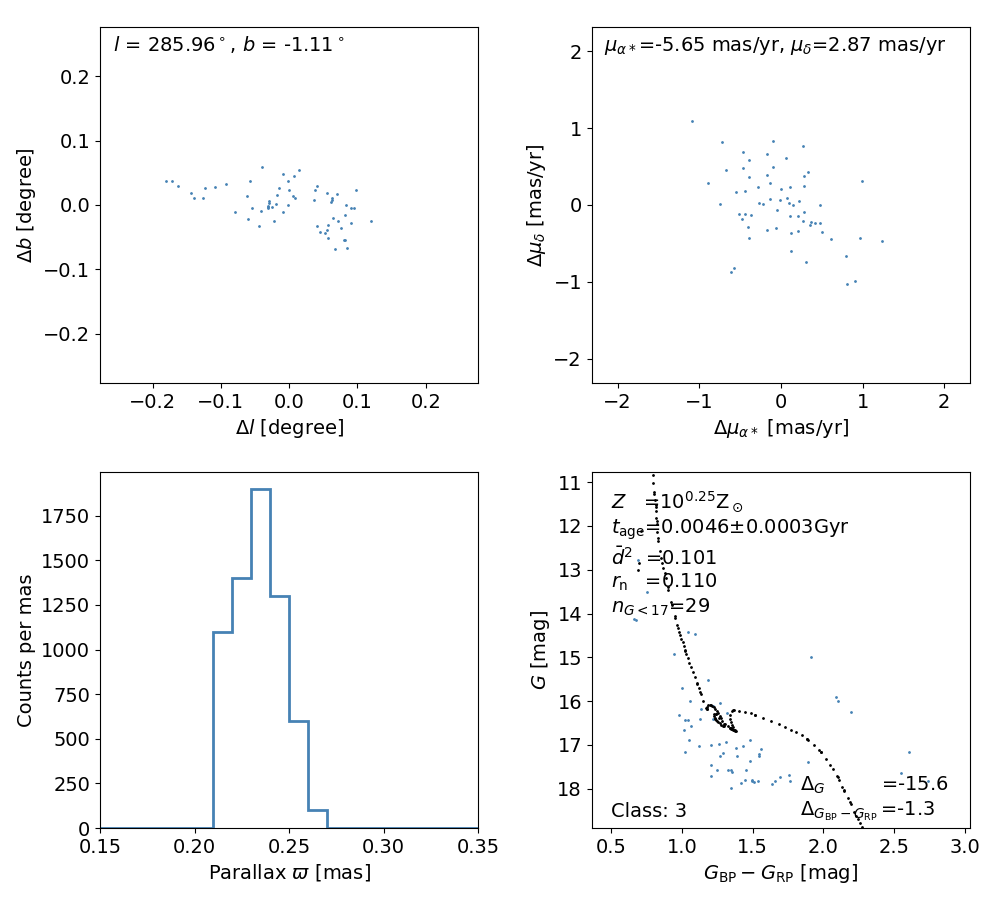 l = 285.96°, b = -1.11°
0.2
0.1
0.0
−0.1
−0.2
Δb [degree]
−0.2
−0.1
0.0
0.1
0.2
Δl [degree]
μα∗=-5.65 mas/yr, μδ=2.87 mas/yr
2
1
0
−1
−2
Δμδ [mas/yr]
−2
−1
0
1
2
Δμα∗ [mas/yr]
1750
1500
1250
1000
750
500
250
0
Counts per mas
0.15
0.20
0.25
0.30
0.35
Parallax ϖ [mas]
Z =10^0.25Z⊙
t_age=0.0046±0.0003Gyr
d̄² =0.101
r_n =0.110
n_G<17=29
11
12
13
14
15
16
17
18
G [mag]
Δ_G =-15.6
Δ_GBP−GRP =-1.3
Class: 3
0.5
1.0
1.5
2.0
2.5
3.0
G_BP − G_RP [mag]